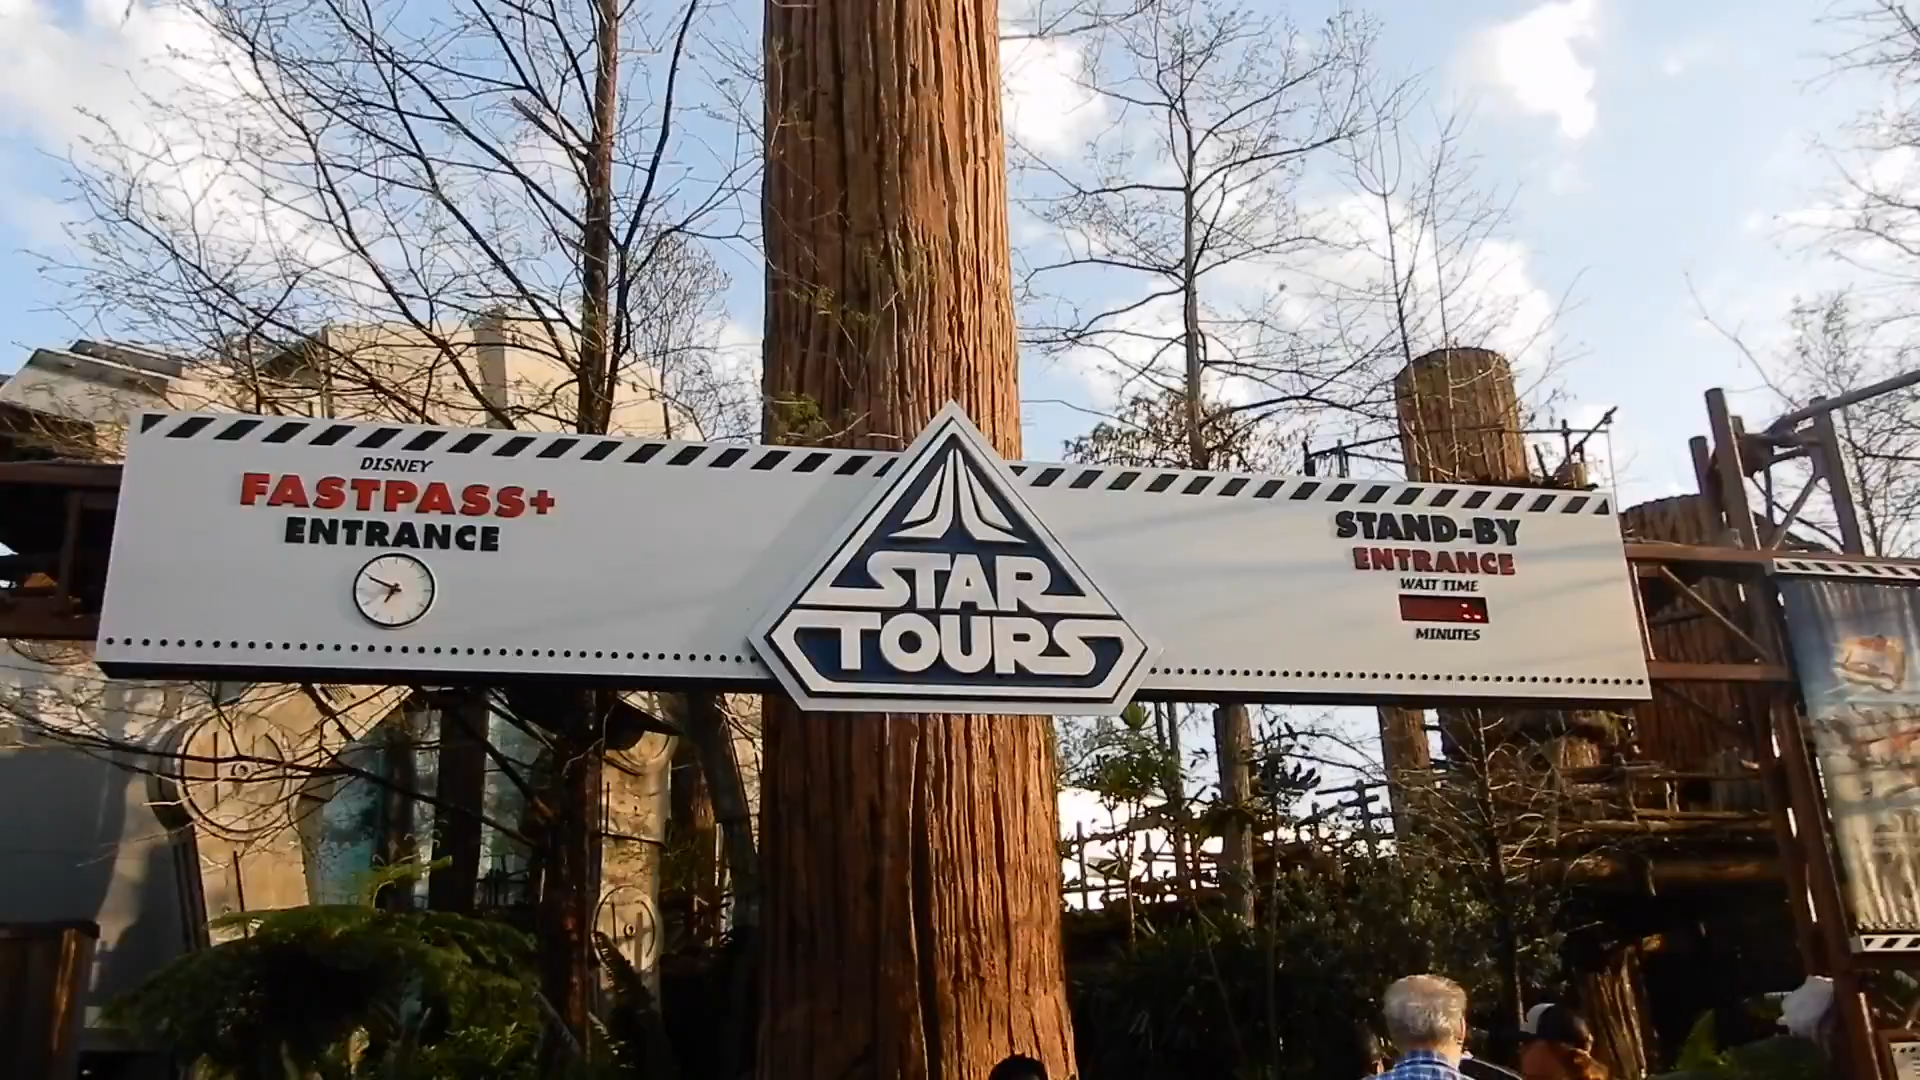 DISNEY
FASTPASS+
ENTRANCE
STAR
TOURS
STAND-BY
ENTRANCE
WAIT TIME
MINUTES